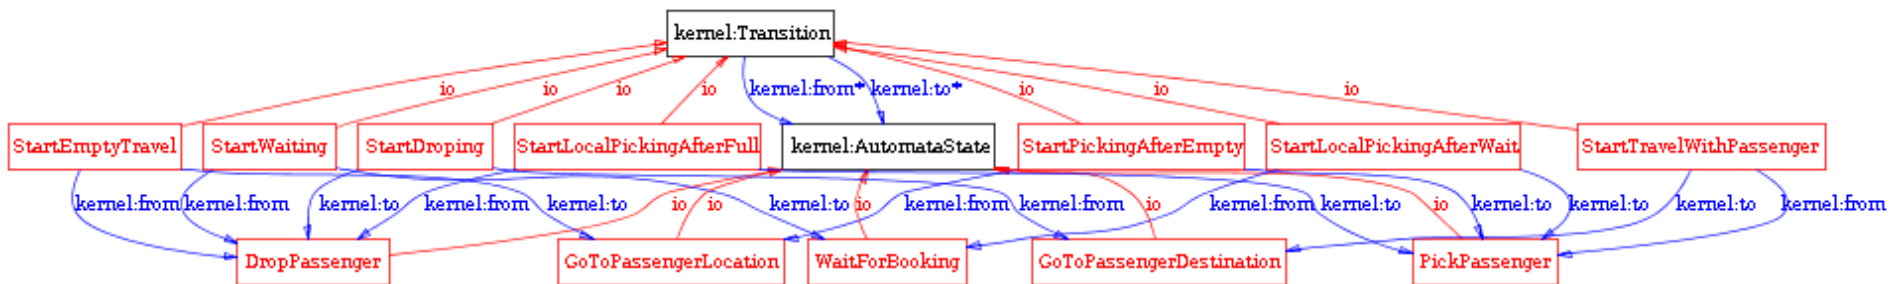 kernel:Transition
io io io io kernel:from* kernel:to* io io io
StartEmptyTravel StartWaiting StartDroping StartLocalPickingAfterFull kernel:AutomataState StartPickingAfterEmpty StartLocalPickingAfterWait StartTravelWithPassenger
kernel:from kernel:from kernel:to kernel:from kernel:to io io kernel:to io kernel:from kernel:from io kernel:from kernel:to io kernel:to kernel:to kernel:to kernel:from
DropPassenger GoToPassengerLocation WaitForBooking GoToPassengerDestination PickPassenger